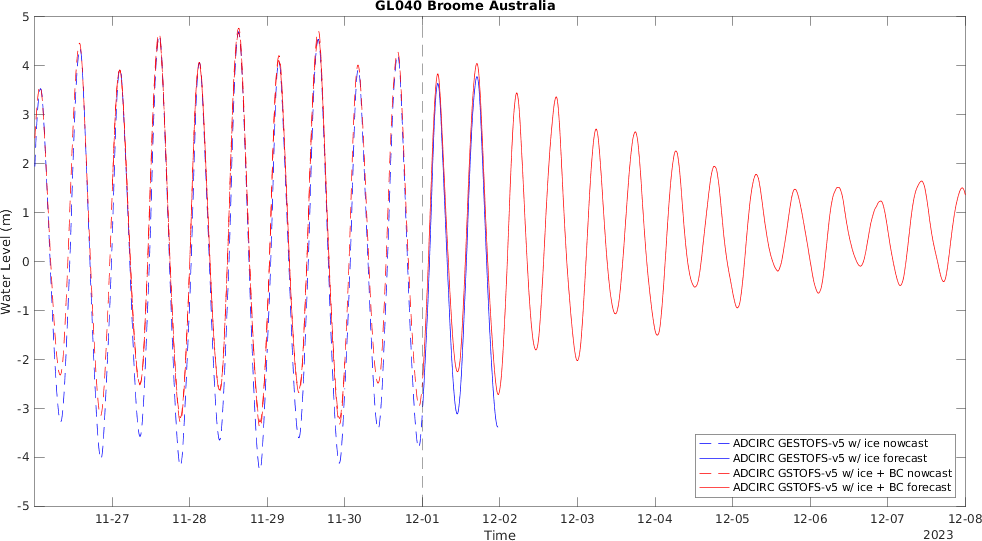 GL040 Broome Australia
5
4
3
2
1
0
-1
-2
-3
-4
-5
Water Level (m)
ADCIRC GESTOFS-v5 w/ ice nowcast
ADCIRC GESTOFS-v5 w/ ice forecast
ADCIRC GSTOFS-v5 w/ ice + BC nowcast
ADCIRC GSTOFS-v5 w/ ice + BC forecast
11-27 11-28 11-29 11-30 12-01 12-02 12-03 12-04 12-05 12-06 12-07 12-08
Time
2023